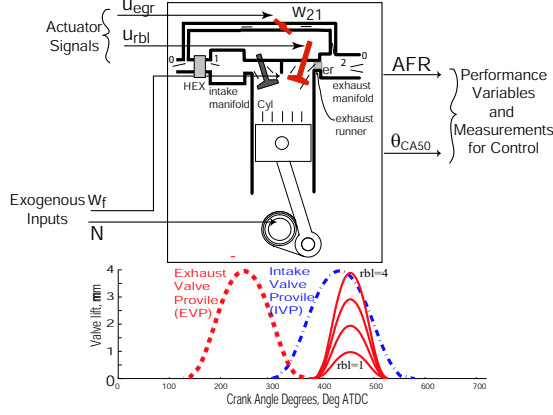 u_egr
Actuator
Signals
u_rbl
w_21
0
1
HEX
intake
manifold
Cyl
er
2
0
exhaust
manifold
exhaust
runner
AFR
θ_CA50
Performance
Variables
and
Measurements
for Control
Exogenous
Inputs
w_f
N
Exhaust
Valve
Provile
(EVP)
Intake
Valve
Provile
(IVP)
rbl=4
rbl=1
Valve lift, mm
4
3
2
1
0
0 100 200 300 400 500 600 700
Crank Angle Degrees, Deg ATDC